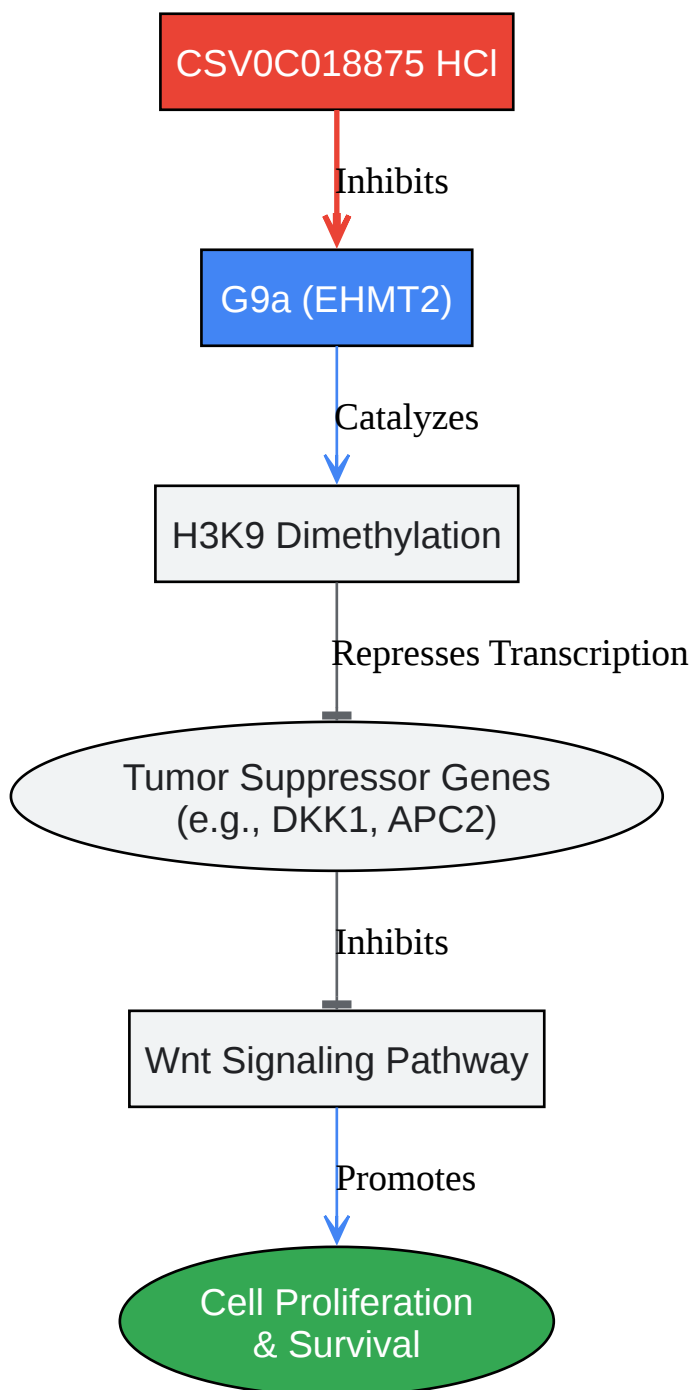 CSV0C018875 HCl
Inhibits
G9a (EHMT2)
Catalyzes
H3K9 Dimethylation
Represses Transcription
Tumor Suppressor Genes
(e.g., DKK1, APC2)
Inhibits
Wnt Signaling Pathway
Promotes
Cell Proliferation
& Survival